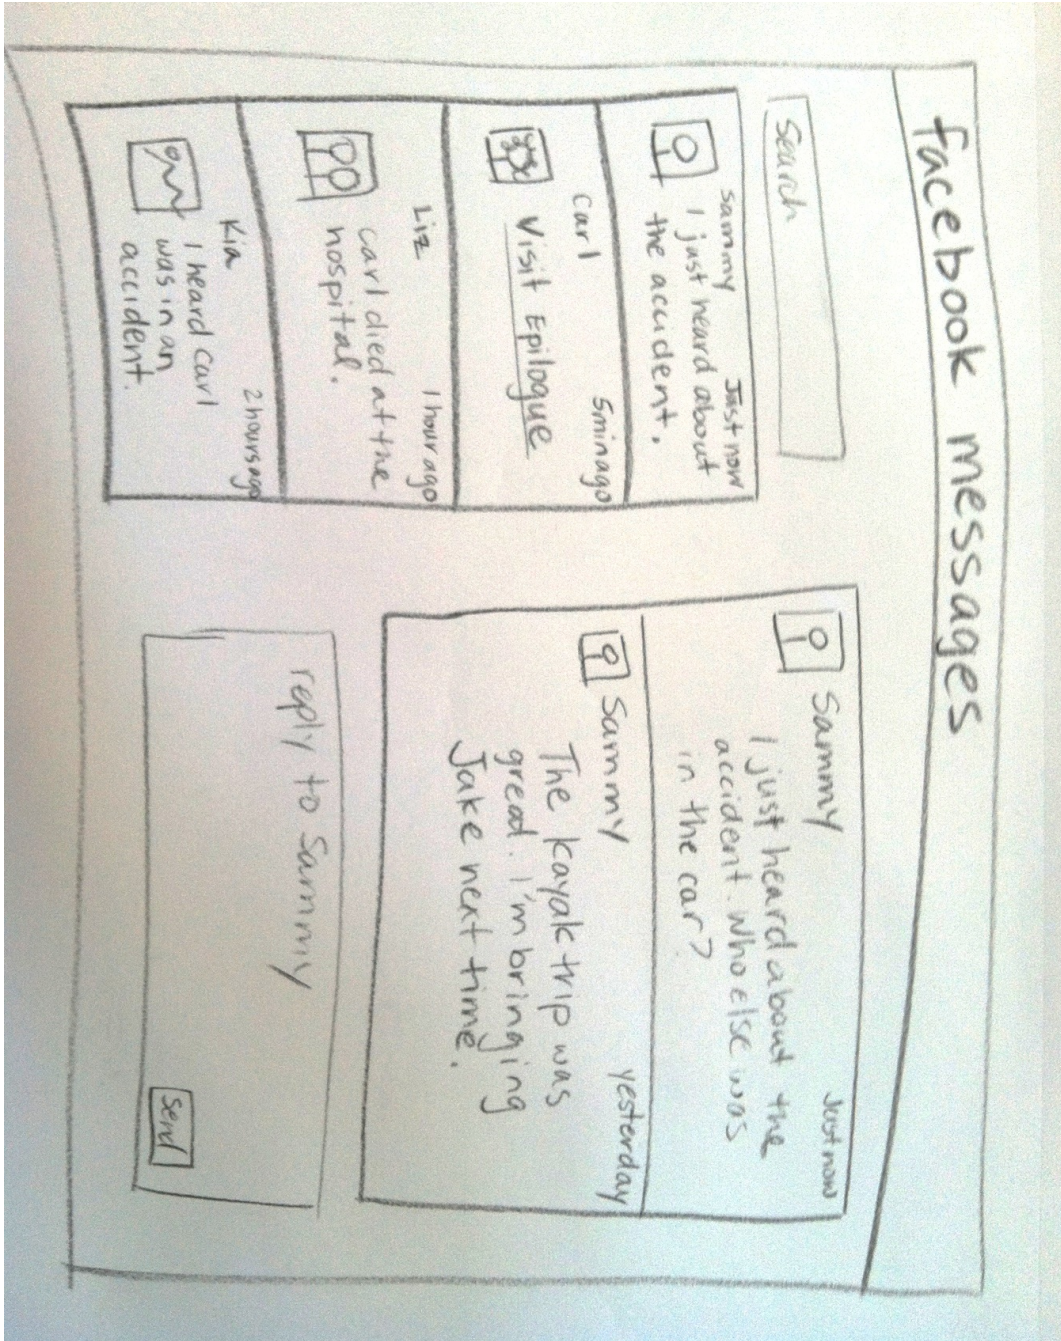 facebook messages
Search
Sammy Just now
I just heard about
the accident.
Carl 5 min ago
Visit Epilogue
Liz 1 hour ago
Carl died at the
hospital.
Kia 2 hours ago
I heard Carl
was in an
accident.
Sammy Just now
I just heard about the
accident. Who else was
in the car?
Sammy yesterday
The kayak trip was
great. I'm bringing
Jake next time.
reply to Sammy
Send